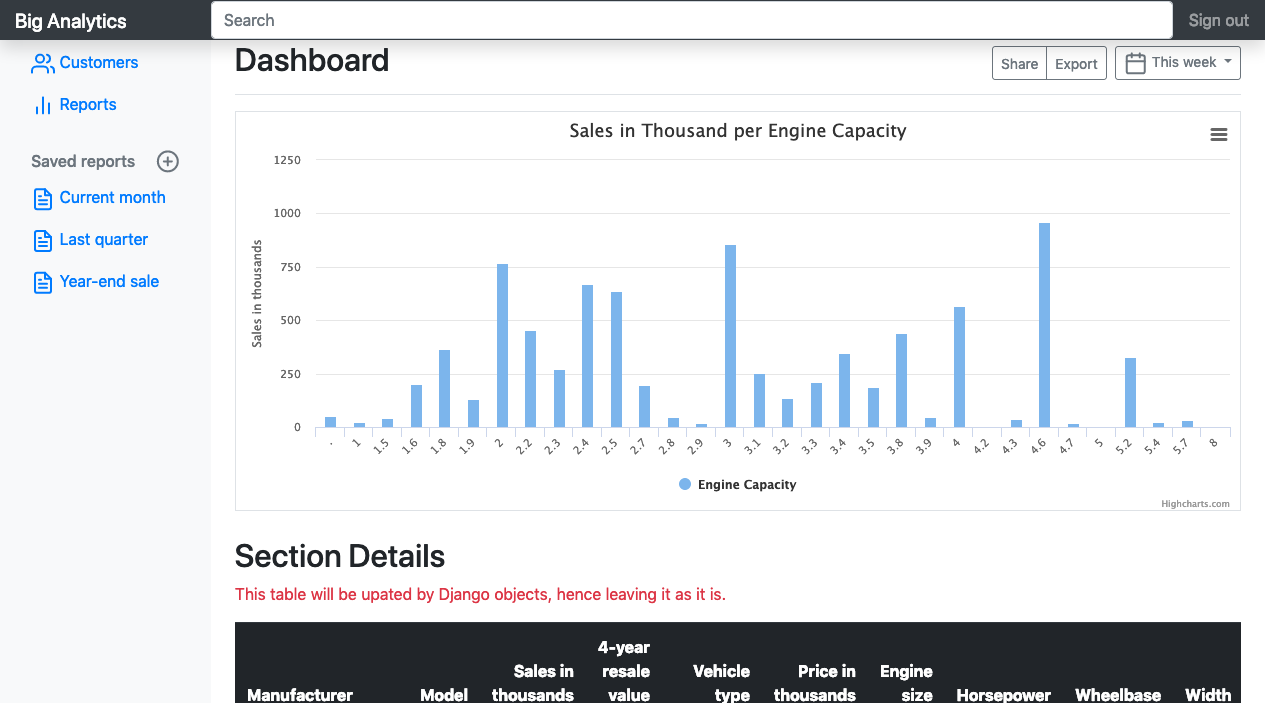 Big Analytics
Search
Sign out
Customers
Reports
Saved reports
Current month
Last quarter
Year-end sale
Dashboard
Share
Export
This week
Sales in Thousand per Engine Capacity
Sales in thousands
1250
1000
750
500
250
0
. 1 1.5 1.6 1.8 1.9 2 2.2 2.3 2.4 2.5 2.7 2.8 2.9 3 3.1 3.2 3.3 3.4 3.5 3.8 3.9 4 4.2 4.3 4.6 4.7 5 5.2 5.4 5.7 8
Engine Capacity
Highcharts.com
Section Details
This table will be upated by Django objects, hence leaving it as it is.
Manufacturer
Model
Sales in
thousands
4-year
resale
value
Vehicle
type
Price in
thousands
Engine
size
Horsepower
Wheelbase
Width